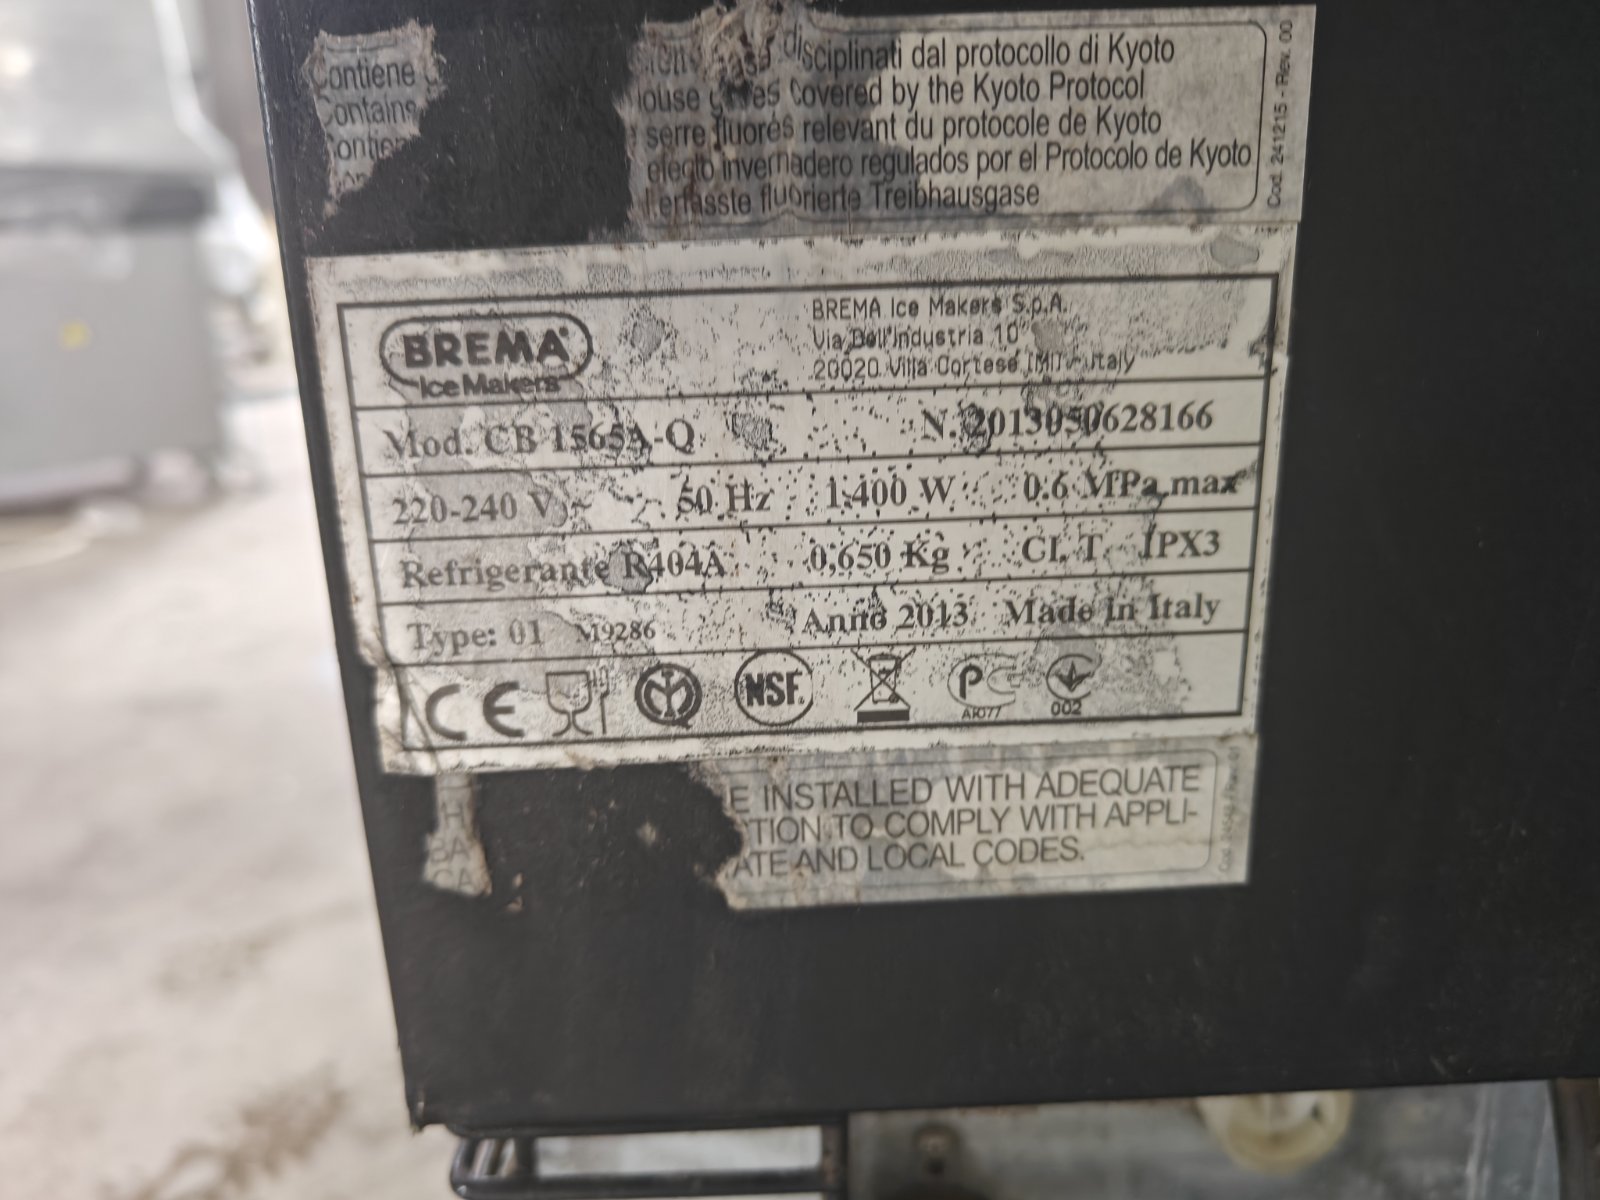 Contiene
Contains
disciplinati dal protocollo di Kyoto
covered by the Kyoto Protocol
serre fluorés relevant du protocole de Kyoto
invernadero regulados por el Protocolo de Kyoto
erfasste fluorierte Treibhausgase
Cod. 241215 - Rev. 00
BREMA
Ice Makers
BREMA Ice Makers S.p.A.
Via Dell'Industria 10
20020 Villa Cortese (MI) - Italy
Mod. CB 1565A-Q N. 2013050628166
220-240 V ~ 50 Hz 1.400 W 0.6 MPa max
Refrigerante R404A 0,650 Kg Cl. T IPX3
Type: 01 M9286 Anno 2013 Made in Italy
CE NSF. PC 002
E INSTALLED WITH ADEQUATE
TION TO COMPLY WITH APPLI-
ATE AND LOCAL CODES.